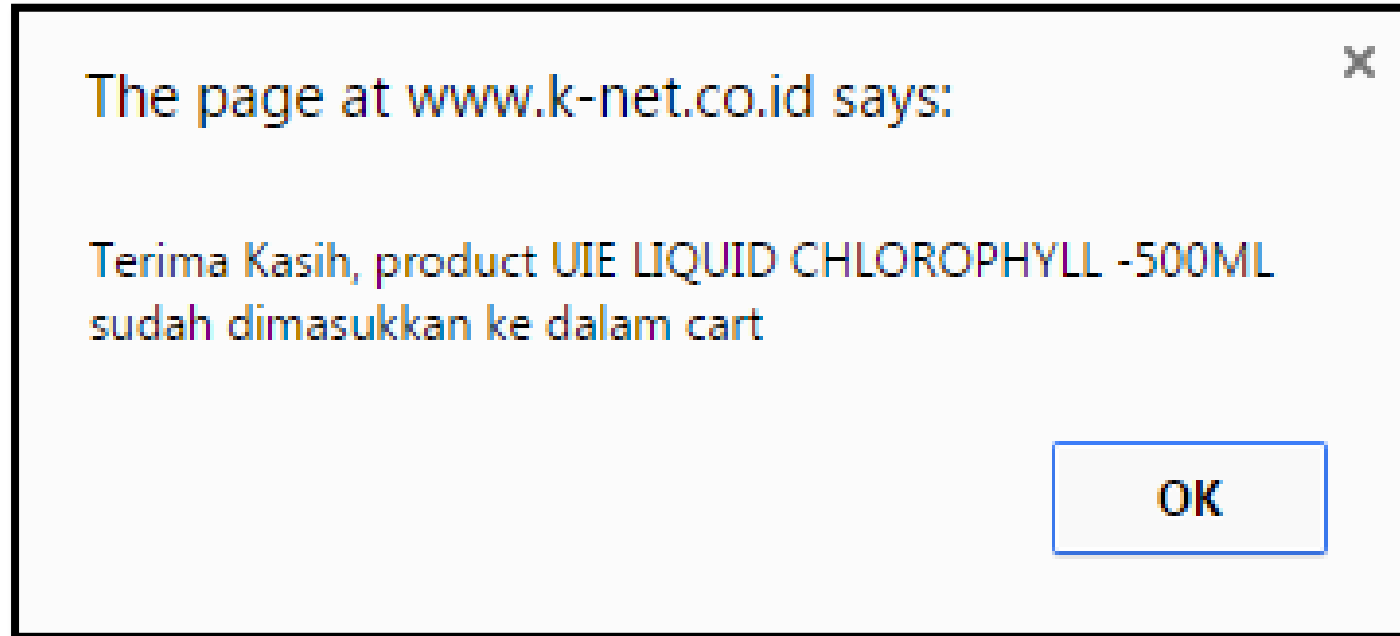 The page at www.k-net.co.id says:
Terima Kasih, product UIE LIQUID CHLOROPHYLL -500ML
sudah dimasukkan ke dalam cart
OK